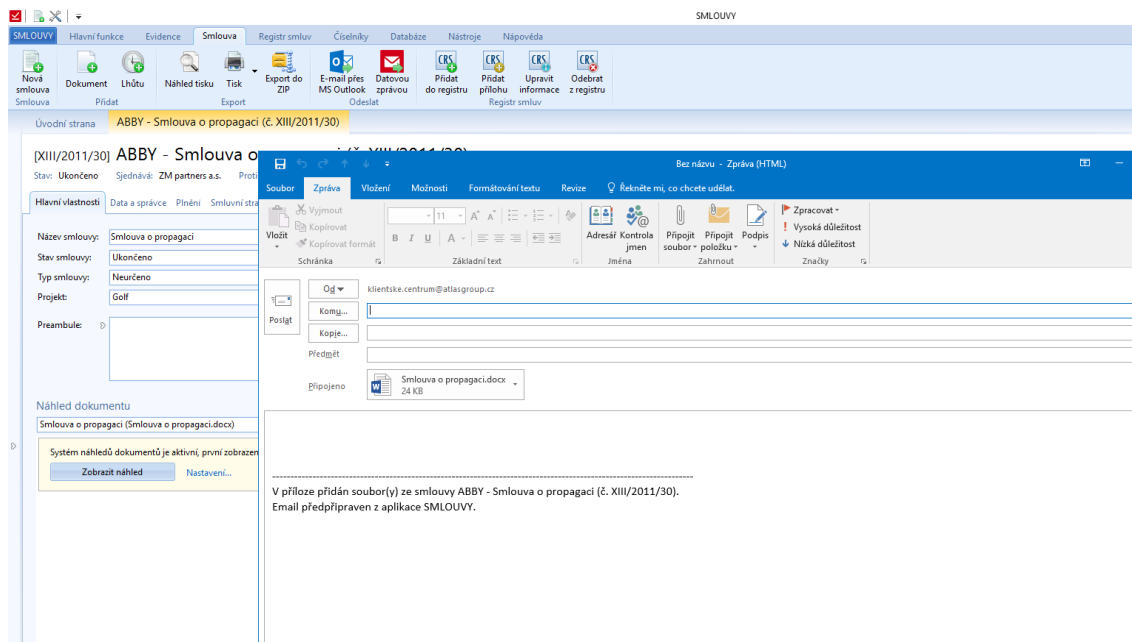 SMLOUVY
SMLOUVY Hlavní funkce Evidence Smlouva Registr smluv Číselníky Databáze Nástroje Nápověda
Nová smlouva Dokument Lhůtu Náhled tisku Tisk Export do ZIP E-mail přes MS Outlook Datovou zprávou CRS Přidat do registru CRS Přidat přílohu CRS Upravit informace CRS Odebrat z registru
Smlouva Přidat Export Odeslat Registr smluv
Úvodní strana ABBY - Smlouva o propagaci (č. XIII/2011/30)
[XIII/2011/30] ABBY - Smlouva o
Stav: Ukončeno Sjednává: ZM partners a.s. Proti
Hlavní vlastnosti Data a správce Plnění Smluvní stra
Název smlouvy: Smlouva o propagaci
Stav smlouvy: Ukončeno
Typ smlouvy: Neurčeno
Projekt: Golf
Preambule:
Náhled dokumentu
Smlouva o propagaci (Smlouva o propagaci.docx)
Systém náhledů dokumentů je aktivní, první zobrazen
Zobrazit náhled Nastavení...
Bez názvu - Zpráva (HTML)
Soubor Zpráva Vložení Možnosti Formátování textu Revize Řekněte mi, co chcete udělat.
Vložit Vyjmout Kopírovat Kopírovat formát
11
B I U A
Adresář Kontrola jmen Připojit soubor Připojit položku Podpis
Zpracovat
Vysoká důležitost
Nízká důležitost
Schránka Základní text Jména Zahrnout Značky
Poslat
Od klientske.centrum@atlasgroup.cz
Komu...
Kopie...
Předmět
Připojeno Smlouva o propagaci.docx
24 KB
V příloze přidán soubor(y) ze smlouvy ABBY - Smlouva o propagaci (č. XIII/2011/30).
Email předpřipraven z aplikace SMLOUVY.